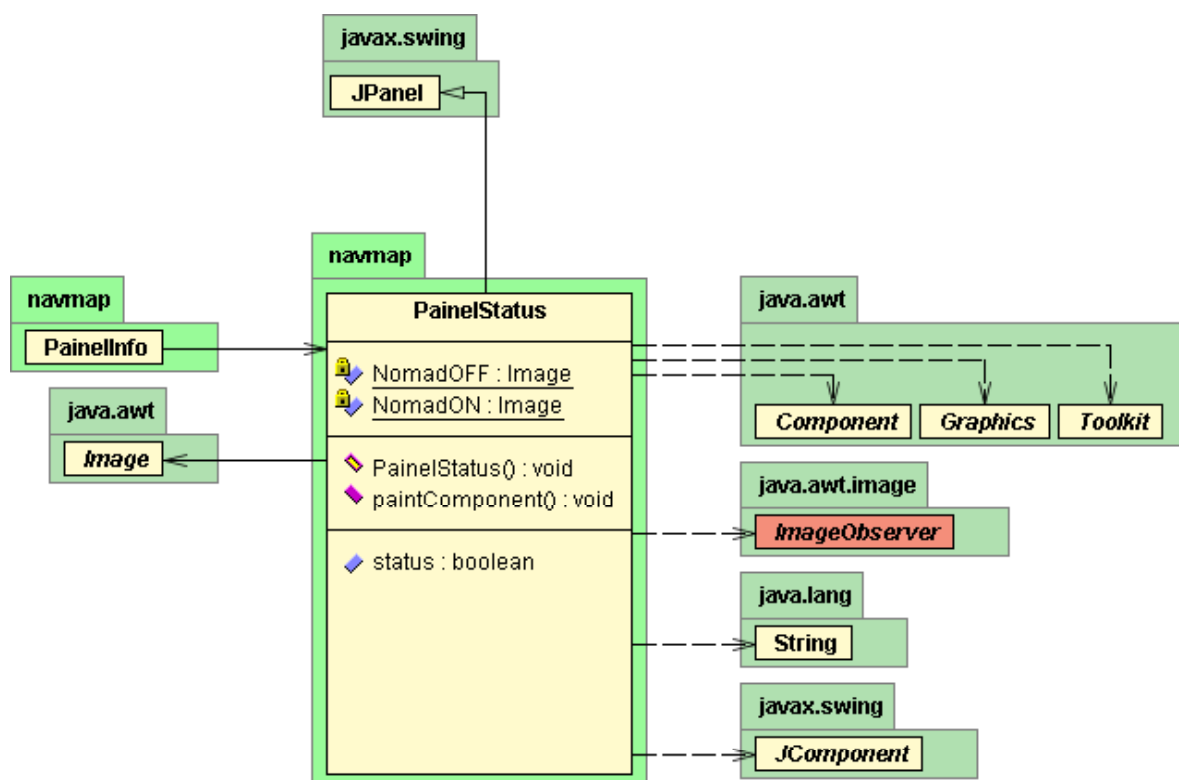 javax.swing
JPanel
navmap
PainelInfo
java.awt
Image
navmap
PainelStatus
NomadOFF : Image
NomadON : Image
PainelStatus() : void
paintComponent() : void
status : boolean
java.awt
Component
Graphics
Toolkit
java.awt.image
ImageObserver
java.lang
String
javax.swing
JComponent